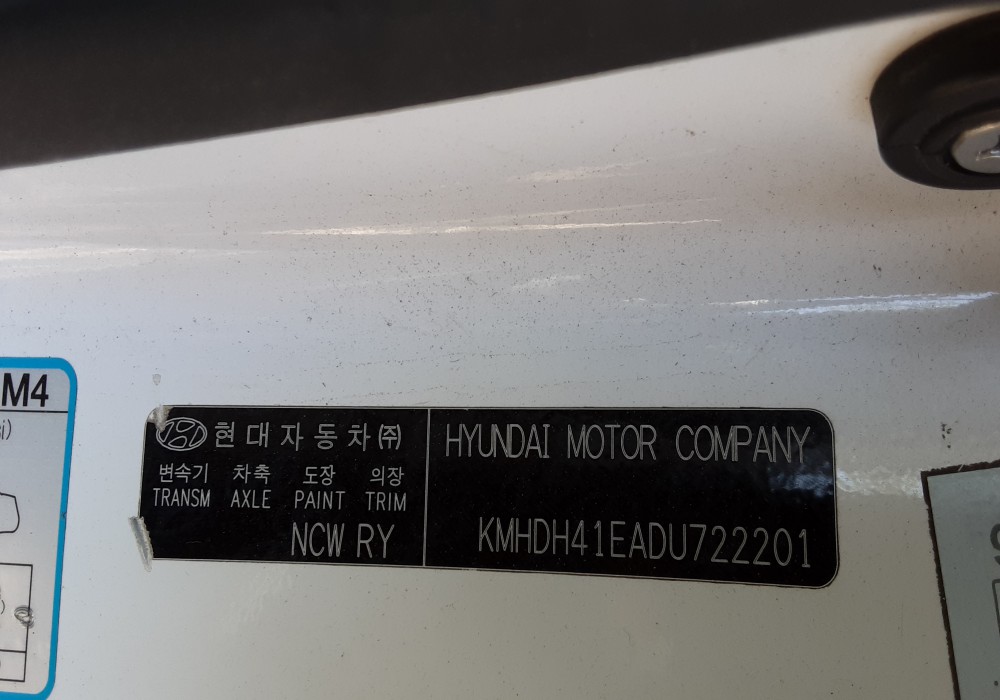 M4
현대자동차㈜
변속기 차축 도장 의장
TRANSM AXLE PAINT TRIM
NCW RY
HYUNDAI MOTOR COMPANY
KMHDH41EADU722201